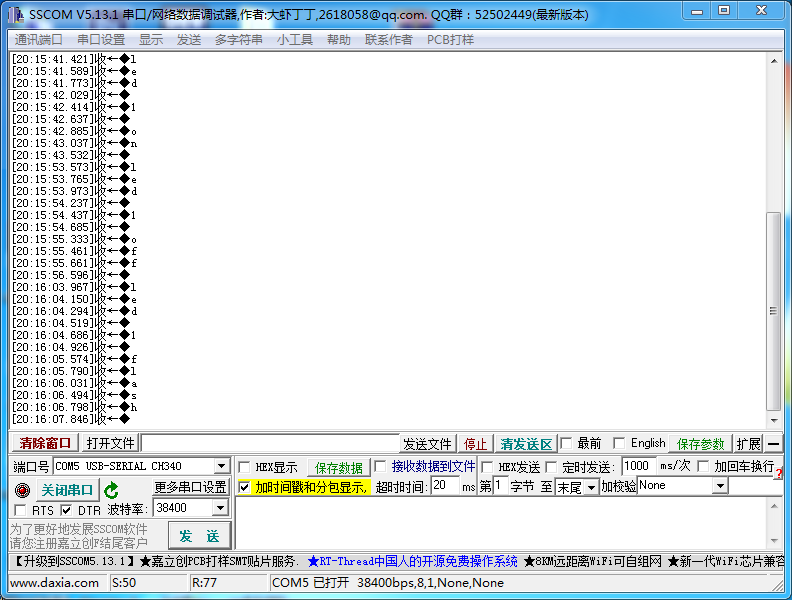 SSCOM V5.13.1 串口/网络数据调试器,作者:大虾丁丁,2618058@qq.com. QQ群：52502449(最新版本)
通讯端口 串口设置 显示 发送 多字符串 小工具 帮助 联系作者 PCB打样
[20:15:41.421]收←◆l
[20:15:41.589]收←◆e
[20:15:41.773]收←◆d
[20:15:42.029]收←◆
[20:15:42.414]收←◆1
[20:15:42.637]收←◆
[20:15:42.885]收←◆o
[20:15:43.037]收←◆n
[20:15:43.532]收←◆
[20:15:53.573]收←◆l
[20:15:53.765]收←◆e
[20:15:53.973]收←◆d
[20:15:54.237]收←◆
[20:15:54.437]收←◆1
[20:15:54.685]收←◆
[20:15:55.333]收←◆o
[20:15:55.461]收←◆f
[20:15:55.661]收←◆f
[20:15:56.596]收←◆
[20:16:03.967]收←◆l
[20:16:04.150]收←◆e
[20:16:04.294]收←◆d
[20:16:04.519]收←◆
[20:16:04.686]收←◆1
[20:16:04.926]收←◆
[20:16:05.574]收←◆f
[20:16:05.790]收←◆l
[20:16:06.031]收←◆a
[20:16:06.494]收←◆s
[20:16:06.798]收←◆h
[20:16:07.846]收←◆
清除窗口 打开文件 发送文件 停止 清发送区 最前 English 保存参数 扩展 —
端口号 COM5 USB-SERIAL CH340 HEX显示 保存数据 接收数据到文件 HEX发送 定时发送: 1000 ms/次 加回车换行
关闭串口 更多串口设置 加时间戳和分包显示, 超时时间: 20 ms 第 1 字节 至 末尾 加校验 None
RTS DTR 波特率: 38400
为了更好地发展SSCOM软件
请您注册嘉立创F结尾客户
发 送
【升级到SSCOM5.13.1】★嘉立创PCB打样SMT贴片服务. ★RT-Thread中国人的开源免费操作系统 ★8KM远距离WiFi可自组网 ★新一代WiFi芯片兼容
www.daxia.com S:50 R:77 COM5 已打开 38400bps,8,1,None,None